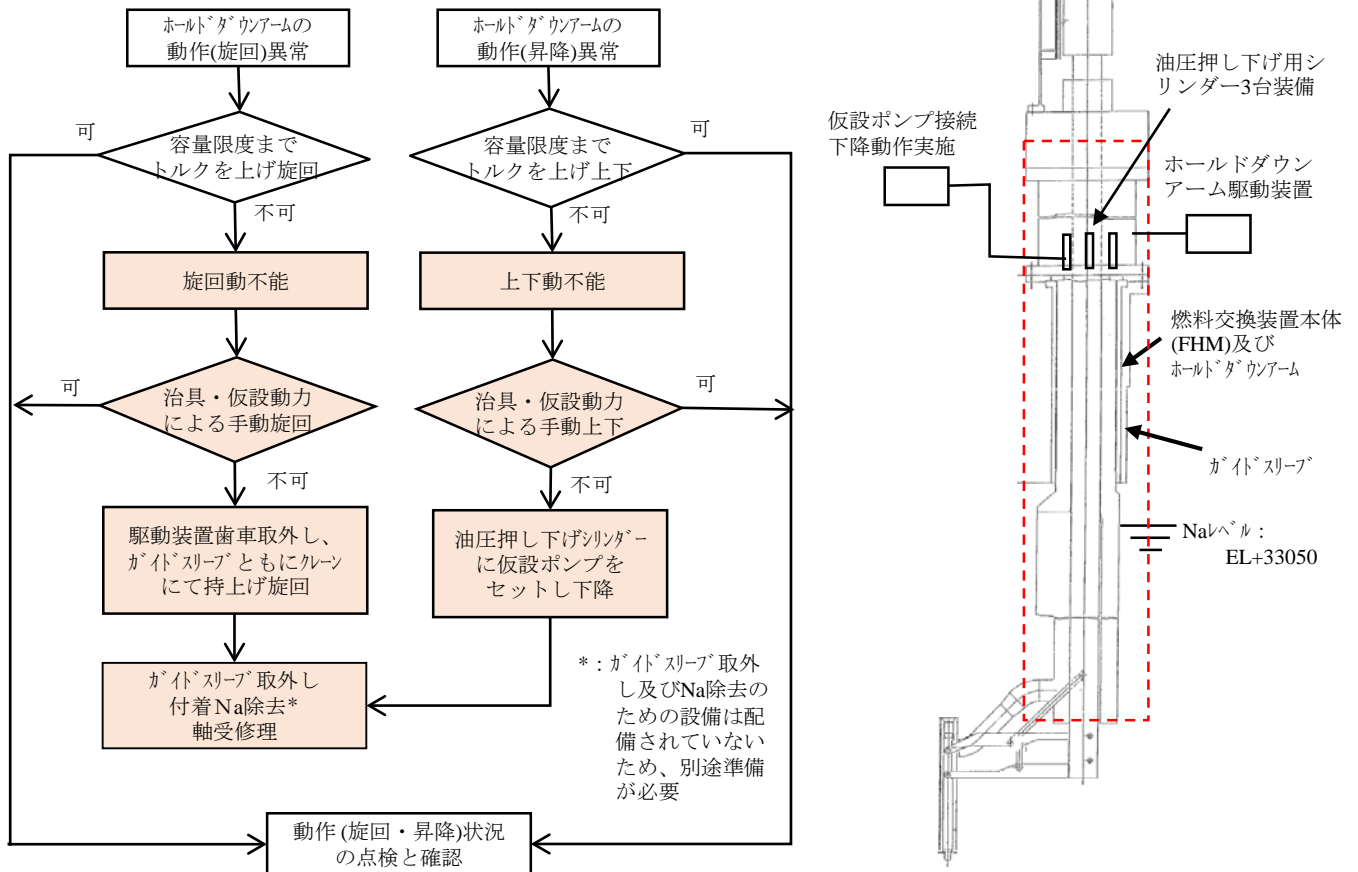 ﾎｰﾙﾄﾞﾀﾞｳﾝｱｰﾑの
動作(旋回)異常
ﾎｰﾙﾄﾞﾀﾞｳﾝｱｰﾑの
動作(昇降)異常
可
容量限度まで
トルクを上げ旋回
容量限度まで
トルクを上げ上下
可
不可
不可
旋回動不能
上下動不能
可
治具・仮設動力
による手動旋回
治具・仮設動力
による手動上下
可
不可
不可
駆動装置歯車取外し、
ｶﾞｲﾄﾞｽﾘｰﾌﾞともにｸﾚｰﾝ
にて持上げ旋回
油圧押し下げｼﾘﾝﾀﾞｰ
に仮設ポンプを
セットし下降
ｶﾞｲﾄﾞｽﾘｰﾌﾞ取外し
付着Ｎa除去*
軸受修理
*：ｶﾞｲﾄﾞｽﾘｰﾌﾞ取外
し及びNa除去の
ための設備は配
備されていない
ため、別途準備
が必要
動作(旋回・昇降)状況
の点検と確認
油圧押し下げ用シ
リンダー3台装備
仮設ポンプ接続
下降動作実施
ホールドダウン
アーム駆動装置
燃料交換装置本体
(FHM)及び
ﾎｰﾙﾄﾞﾀﾞｳﾝｱｰﾑ
ｶﾞｲﾄﾞｽﾘｰﾌﾞ
Naﾚﾍﾞﾙ：
EL+33050